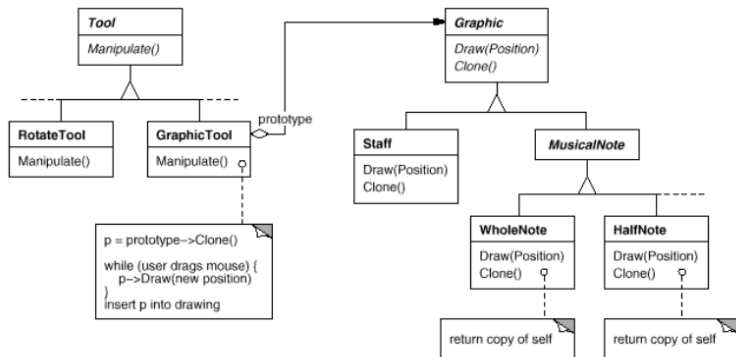 Tool
Manipulate()
Graphic
Draw(Position)
Clone()
prototype
RotateTool
Manipulate()
GraphicTool
Manipulate()
Staff
Draw(Position)
Clone()
MusicalNote
p = prototype->Clone()
while (user drags mouse) {
p->Draw(new position)
}
insert p into drawing
WholeNote
Draw(Position)
Clone()
HalfNote
Draw(Position)
Clone()
return copy of self
return copy of self